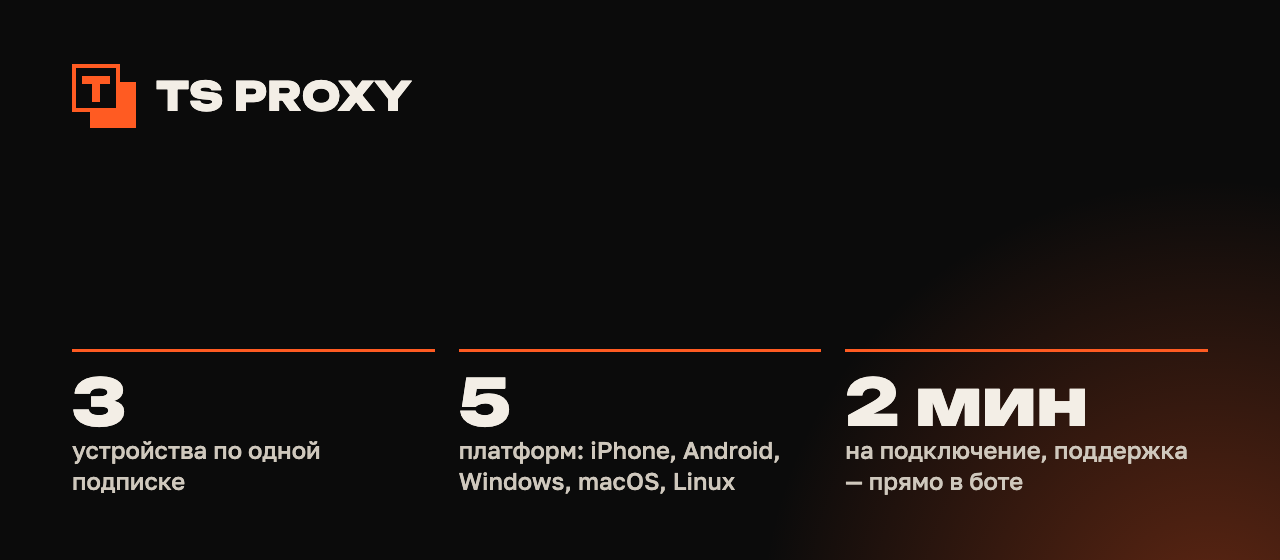 T
TS PROXY
3
устройства по одной
подписке
5
платформ: iPhone, Android,
Windows, macOS, Linux
2 мин
на подключение, поддержка
— прямо в боте